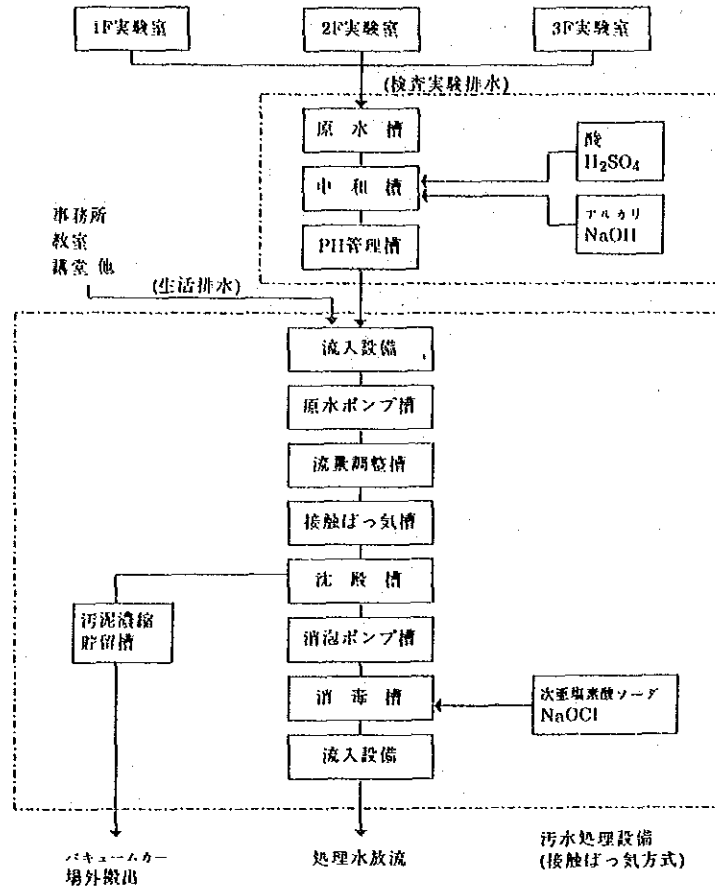 1F実験室
2F実験室
3F実験室
(検査実験排水)
原 水 槽
酸
H₂SO₄
中 和 槽
アルカリ
NaOH
事務所
教室
講堂 他
PH管理槽
(生活排水)
流入設備
原水ポンプ槽
流量調整槽
接触ばっ気槽
沈 殿 槽
汚泥濃縮
貯留槽
消泡ポンプ槽
消 毒 槽
次亜塩素酸ソーダ
NaOCl
流入設備
バキュームカー
場外搬出
処理水放流
汚水処理設備
(接触ばっ気方式)